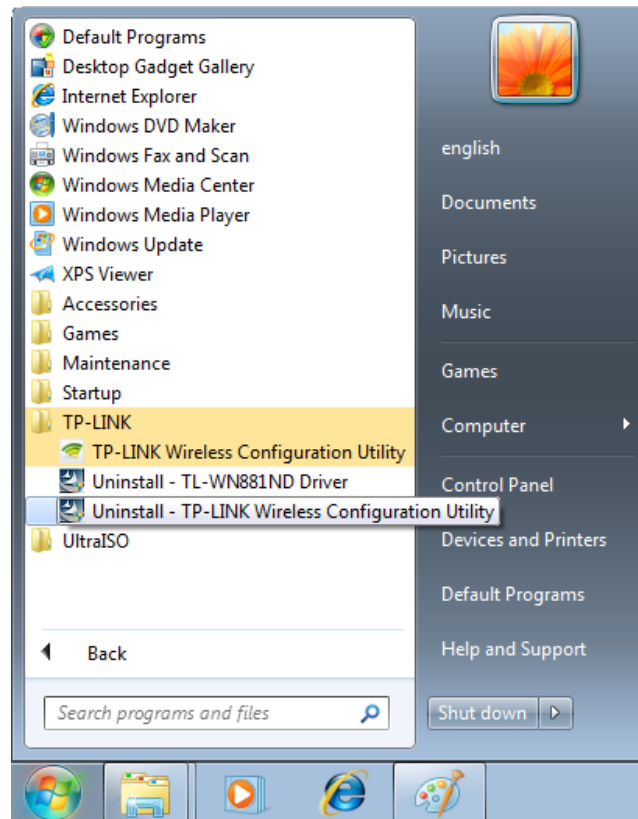 Default Programs
Desktop Gadget Gallery
Internet Explorer
Windows DVD Maker
Windows Fax and Scan
Windows Media Center
Windows Media Player
Windows Update
XPS Viewer
Accessories
Games
Maintenance
Startup
TP-LINK
TP-LINK Wireless Configuration Utility
Uninstall - TL-WN881ND Driver
Uninstall - TP-LINK Wireless Configuration Utility
UltraISO
Back
Search programs and files
english
Documents
Pictures
Music
Games
Computer
Control Panel
Devices and Printers
Default Programs
Help and Support
Shut down